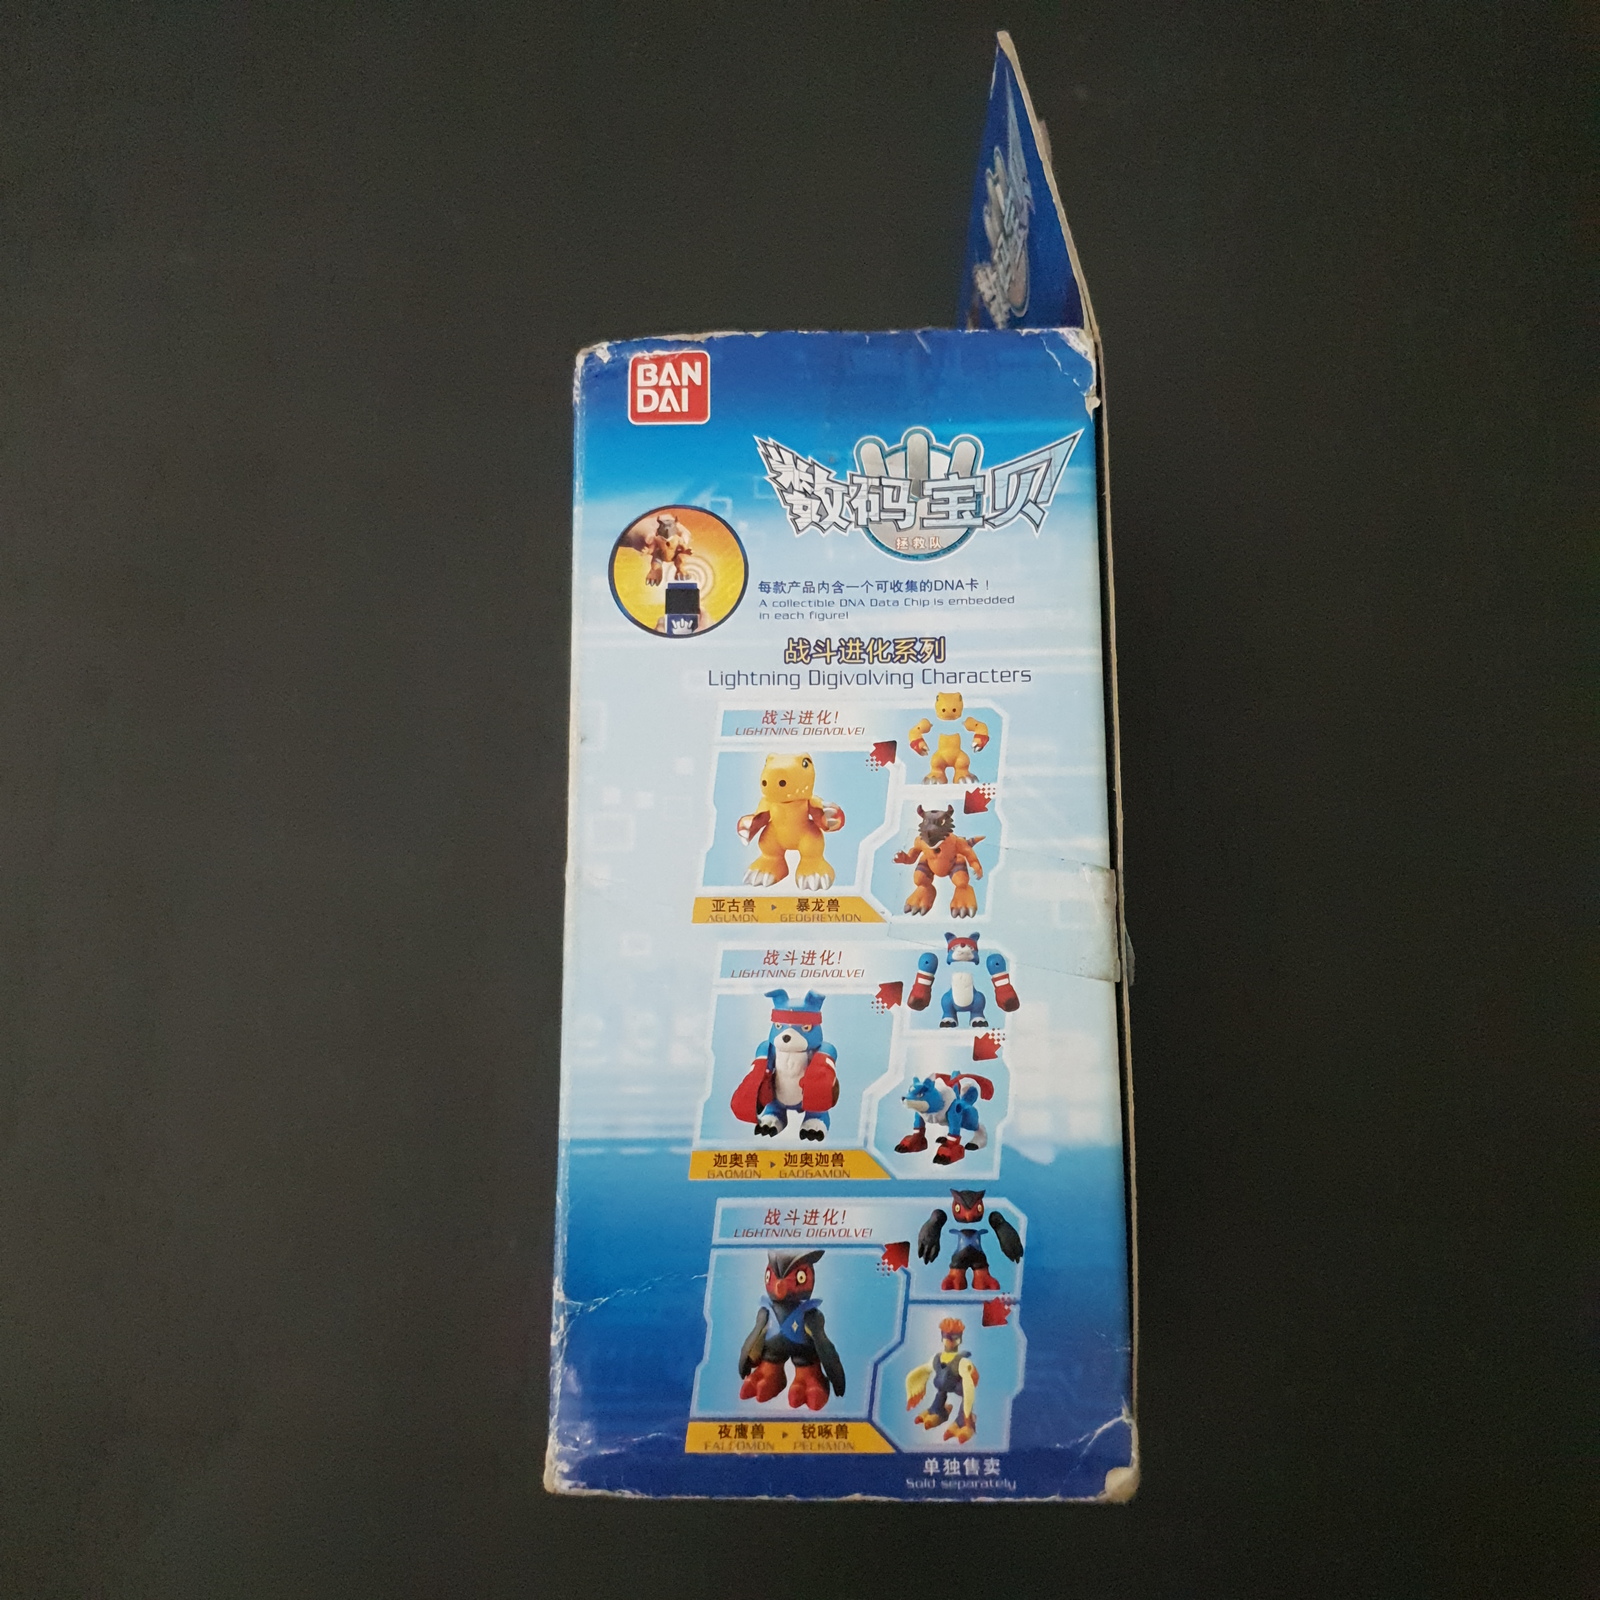 BAN
DAI
数码宝贝
拯救队
每款产品内含一个可收集的DNA卡！
A collectible DNA Data Chip is embedded
in each figure!
战斗进化系列
Lightning Digivolving Characters
战斗进化!
LIGHTNING DIGIVOLVE!
亚古兽 ▸ 暴龙兽
AGUMON GEOGREYMON
战斗进化!
LIGHTNING DIGIVOLVE!
迦奥兽 ▸ 迦奥迦兽
GAOMON GAOGAMON
战斗进化!
LIGHTNING DIGIVOLVE!
夜鹰兽 ▸ 锐啄兽
FALCOMON PECKMON
单独售卖
Sold separately